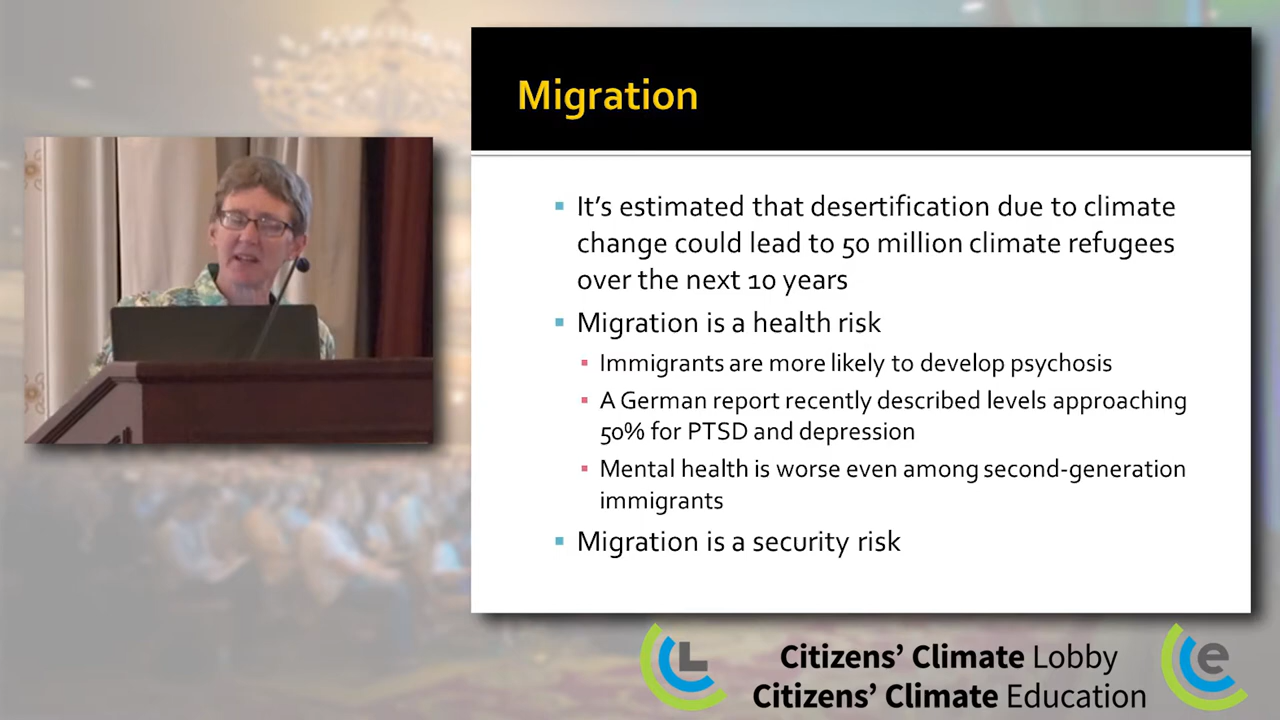 Migration
It's estimated that desertification due to climate
change could lead to 50 million climate refugees
over the next 10 years
Migration is a health risk
Immigrants are more likely to develop psychosis
A German report recently described levels approaching
50% for PTSD and depression
Mental health is worse even among second-generation
immigrants
Migration is a security risk
L
Citizens' Climate Lobby
Citizens' Climate Education
e